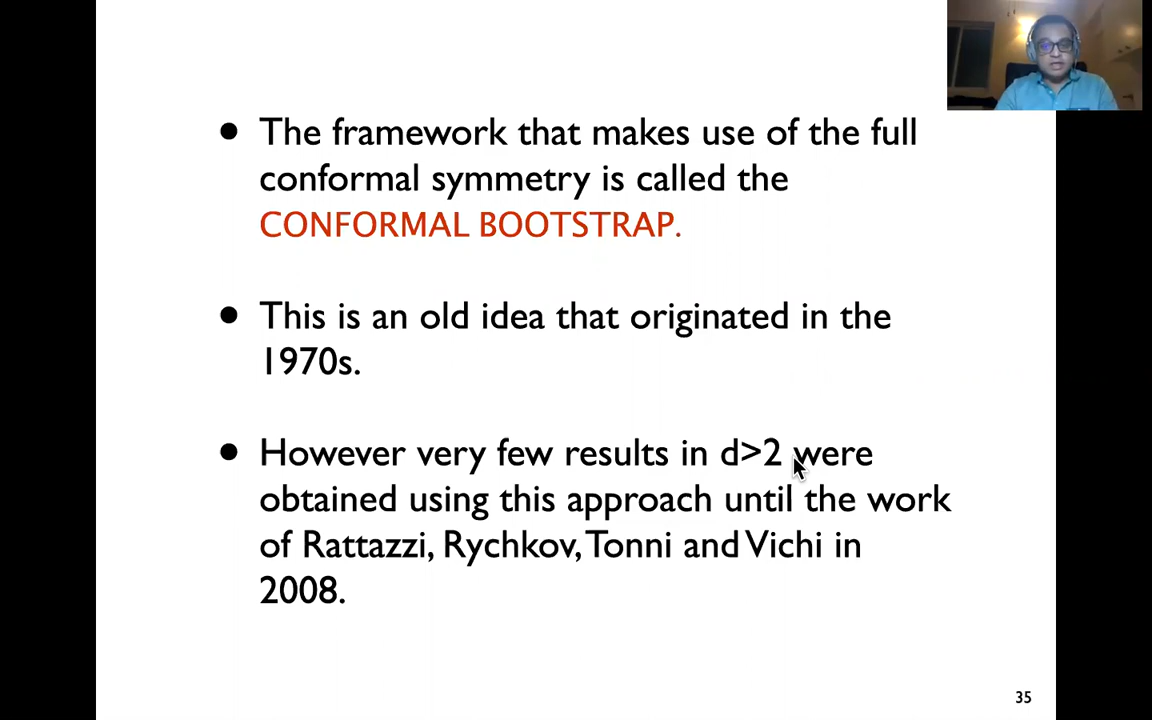 • The framework that makes use of the full
conformal symmetry is called the
CONFORMAL BOOTSTRAP.
• This is an old idea that originated in the
1970s.
• However very few results in d>2 were
obtained using this approach until the work
of Rattazzi, Rychkov, Tonni and Vichi in
2008.
35